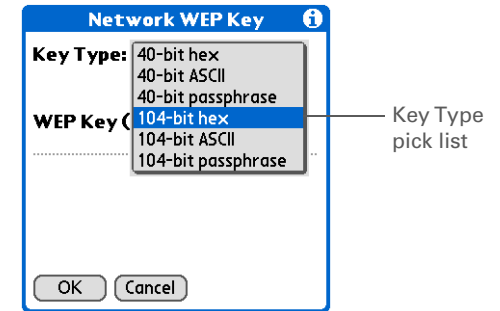 Network WEP Key
Key Type: 40-bit hex
40-bit ASCII
40-bit passphrase
WEP Key ( 104-bit hex
104-bit ASCII
104-bit passphrase
Key Type
pick list
OK Cancel